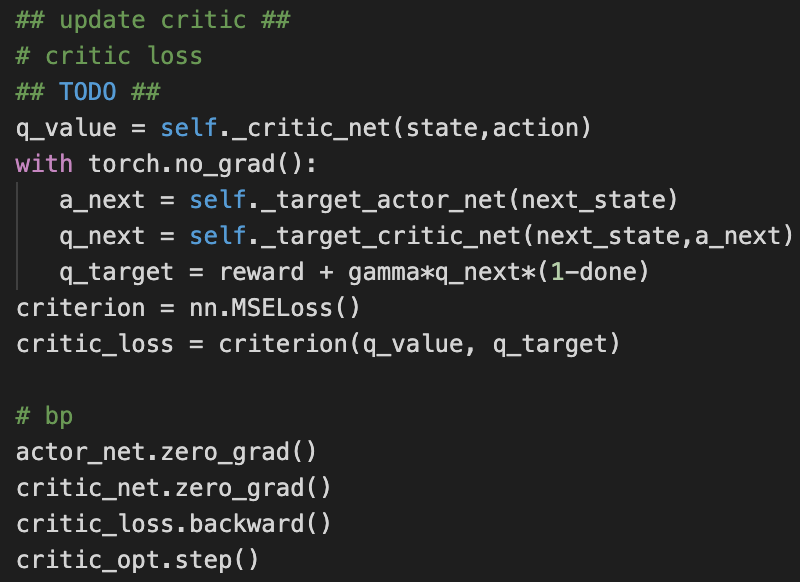 ## update critic ##
# critic loss
## TODO ##
q_value = self._critic_net(state,action)
with torch.no_grad():
   a_next = self._target_actor_net(next_state)
   q_next = self._target_critic_net(next_state,a_next)
   q_target = reward + gamma*q_next*(1-done)
criterion = nn.MSELoss()
critic_loss = criterion(q_value, q_target)

# bp
actor_net.zero_grad()
critic_net.zero_grad()
critic_loss.backward()
critic_opt.step()